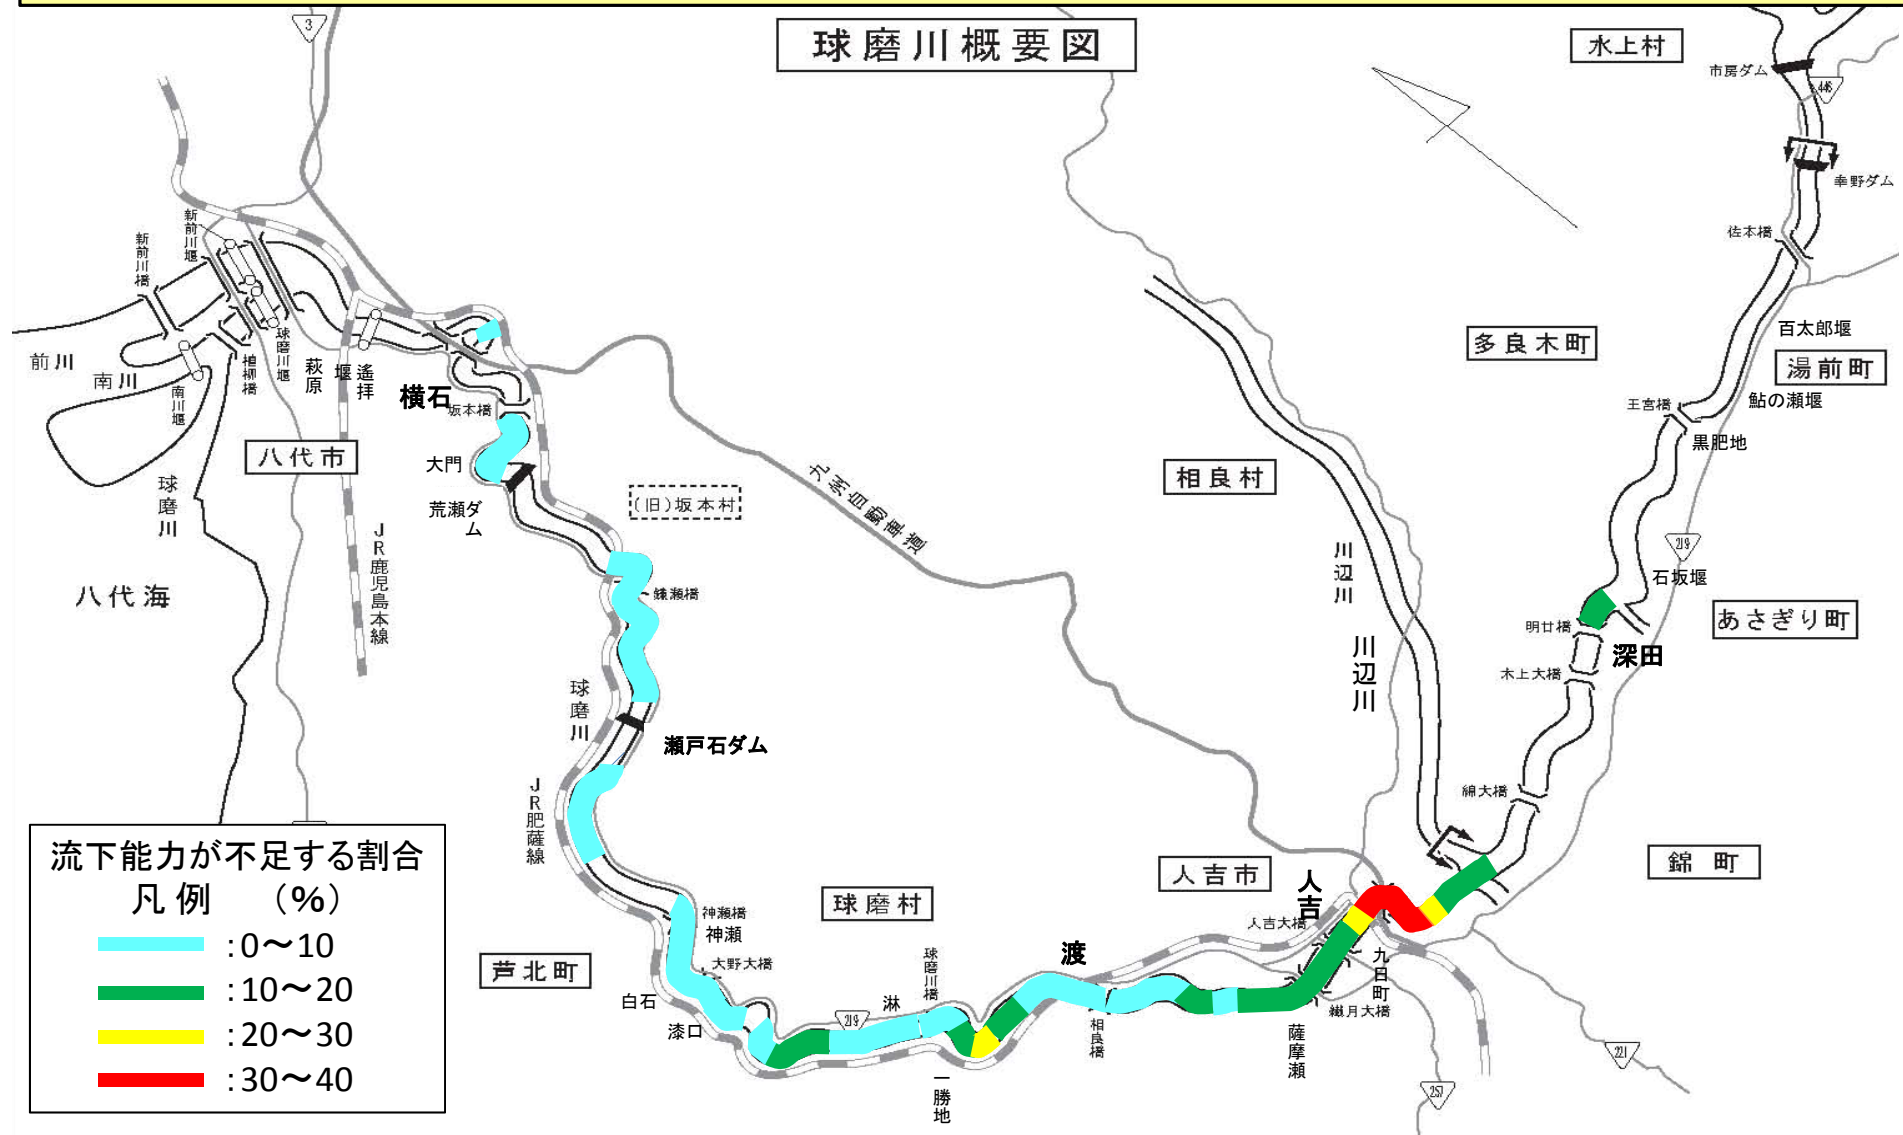 球磨川概要図
3
水上村
市房ダム
446
幸野ダム
佐本橋
百太郎堰
多良木町
湯前町
鮎の瀬堰
王宮橋
黒肥地
新前川堰
新前川橋
前川
南川
南川堰
植柳橋
球磨川堰
萩原
遙拝堰
横石
坂本橋
八代市
大門
荒瀬ダム
(旧)坂本村
球磨川
JR鹿児島本線
八代海
九州自動車道
相良村
川辺川
川辺川
219
石坂堰
あさぎり町
明廿橋
深田
木上大橋
鎌瀬橋
球磨川
瀬戸石ダム
JR肥薩線
錦大橋
錦町
人吉市
人吉
人吉大橋
九日町
繊月大橋
薩摩瀬
球磨村
渡
相良橋
神瀬橋
神瀬
大野大橋
芦北町
白石
漆口
219
淋
球磨川橋
一勝地
221
257
流下能力が不足する割合
凡例 (%)
:0〜10
:10〜20
:20〜30
:30〜40